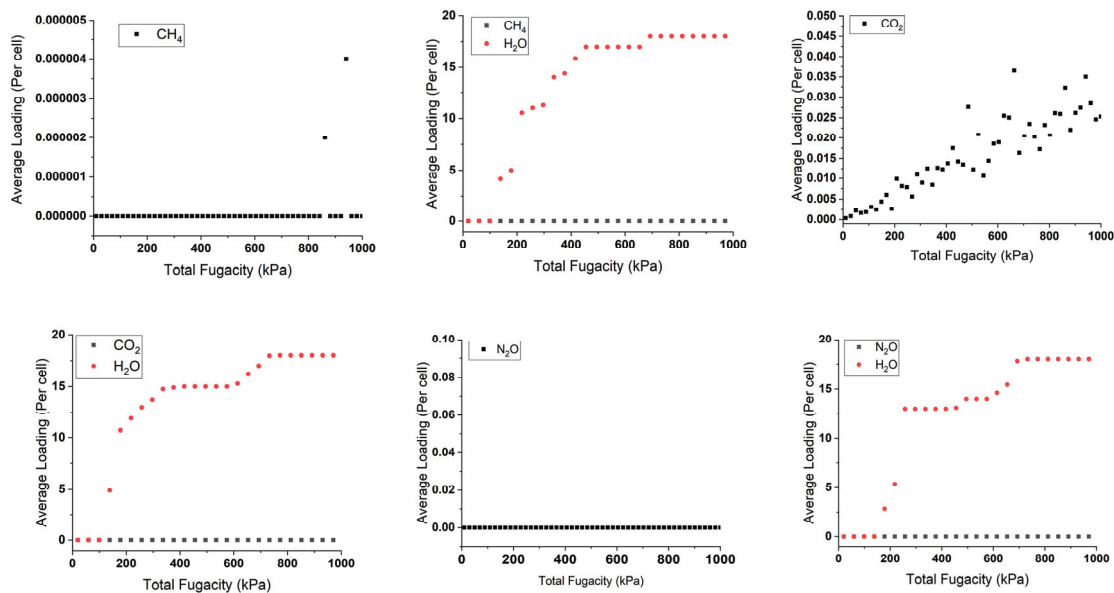 0.000005
0.000004
0.000003
0.000002
0.000001
0.000000
Average Loading (Per cell)
CH₄
0 200 400 600 800 1000
Total Fugacity (kPa)
20
15
10
5
0
Average Loading (Per cell)
CH₄
H₂O
0 200 400 600 800 1000
Total Fugacity (kPa)
0.050
0.045
0.040
0.035
0.030
0.025
0.020
0.015
0.010
0.005
0.000
Average Loading (Per cell)
CO₂
0 200 400 600 800 1000
Total Fugacity (kPa)
20
15
10
5
0
Average Loading (Per cell)
CO₂
H₂O
0 200 400 600 800 1000
Total Fugacity (kPa)
0.10
0.08
0.06
0.04
0.02
0.00
Average Loading (Per cell)
N₂O
0 200 400 600 800 1000
Total Fugacity (kPa)
20
15
10
5
0
Average Loading (Per cell)
N₂O
H₂O
0 200 400 600 800 1000
Total Fugacity (kPa)